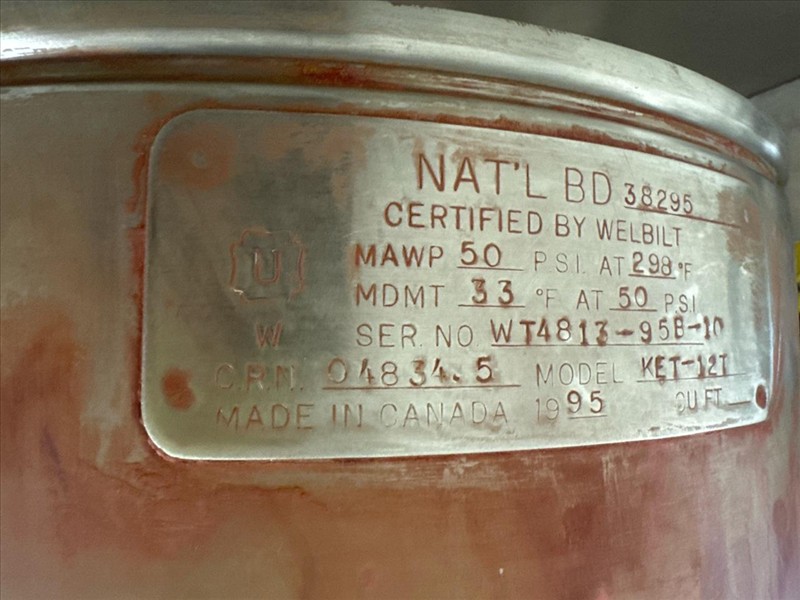 NAT'L BD 38295
CERTIFIED BY WELBILT
U
MAWP 50 PSI. AT 298 °F
MDMT 33 °F AT 50 PSI
W SER. NO. WT4813-95B-10
C.R.N. 04834.5 MODEL KET-12T
MADE IN CANADA 1995 CU FT.